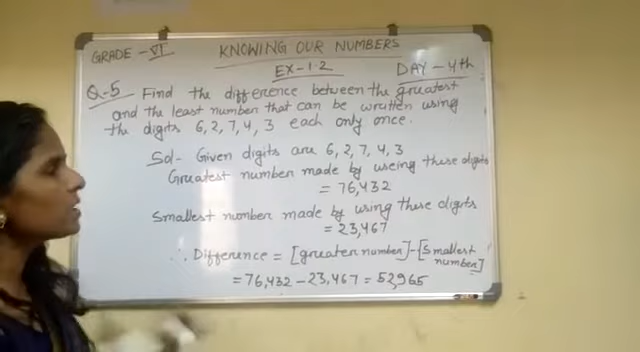 GRADE - VI KNOWING OUR NUMBERS
EX-1.2 DAY - 4th
Q-5 Find the difference between the greatest
and the least number that can be written using
the digits 6, 2, 7, 4, 3 each only once.
Sol- Given digits are 6, 2, 7, 4, 3
Greatest number made by useing these digits
= 76,432
Smallest number made by using these digits
= 23,467
∴ Difference = [greater number] - [Smallest
number]
= 76,432 - 23,467 = 52,965